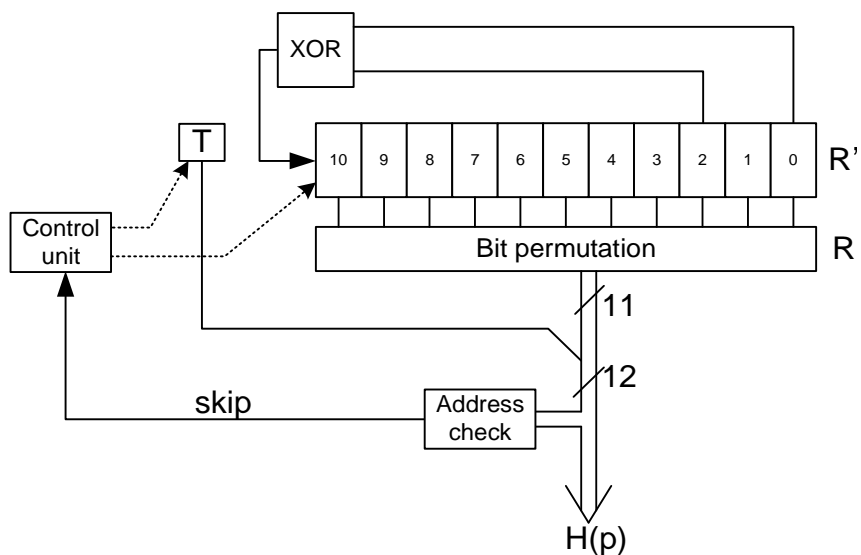 XOR
T
10 9 8 7 6 5 4 3 2 1 0
R’
Control
unit
Bit permutation
R
11
12
skip
Address
check
H(p)